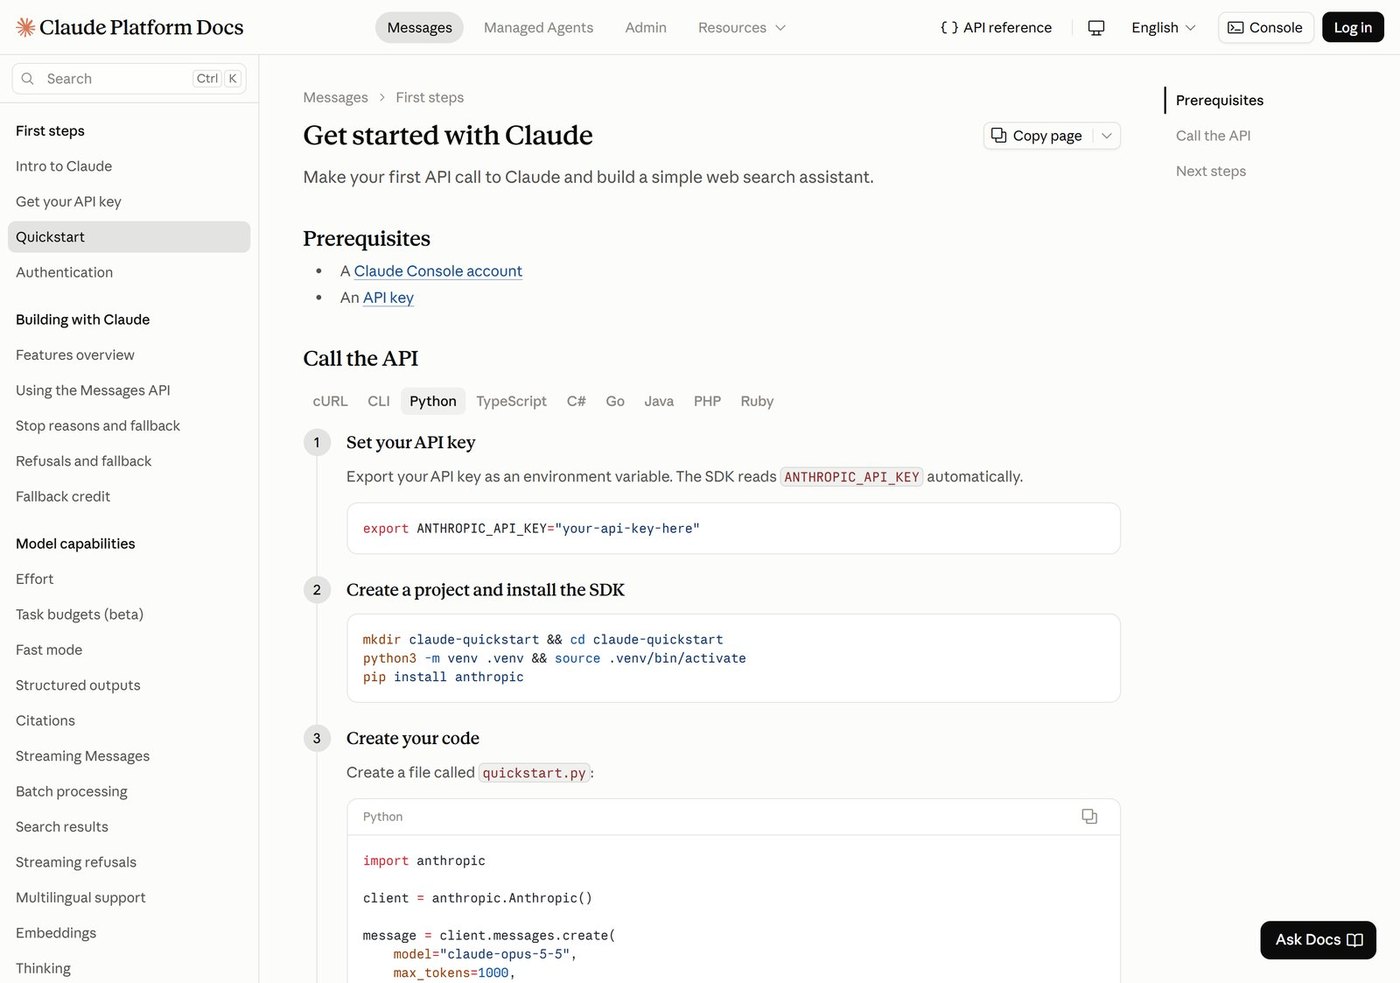 Claude Platform Docs
Messages
Managed Agents
Admin
Resources
{ } API reference
English
Console
Log in
Search
Ctrl K
First steps
Intro to Claude
Get your API key
Quickstart
Authentication
Building with Claude
Features overview
Using the Messages API
Stop reasons and fallback
Refusals and fallback
Fallback credit
Model capabilities
Effort
Task budgets (beta)
Fast mode
Structured outputs
Citations
Streaming Messages
Batch processing
Search results
Streaming refusals
Multilingual support
Embeddings
Thinking
Messages > First steps
Get started with Claude
Copy page
Make your first API call to Claude and build a simple web search assistant.
Prerequisites
• A Claude Console account
• An API key
Call the API
cURL CLI Python TypeScript C# Go Java PHP Ruby
1 Set your API key
Export your API key as an environment variable. The SDK reads ANTHROPIC_API_KEY automatically.
export ANTHROPIC_API_KEY="your-api-key-here"
2 Create a project and install the SDK
mkdir claude-quickstart && cd claude-quickstart
python3 -m venv .venv && source .venv/bin/activate
pip install anthropic
3 Create your code
Create a file called quickstart.py:
Python
import anthropic
client = anthropic.Anthropic()
message = client.messages.create(
    model="claude-opus-5-5",
    max_tokens=1000,
Prerequisites
Call the API
Next steps
Ask Docs